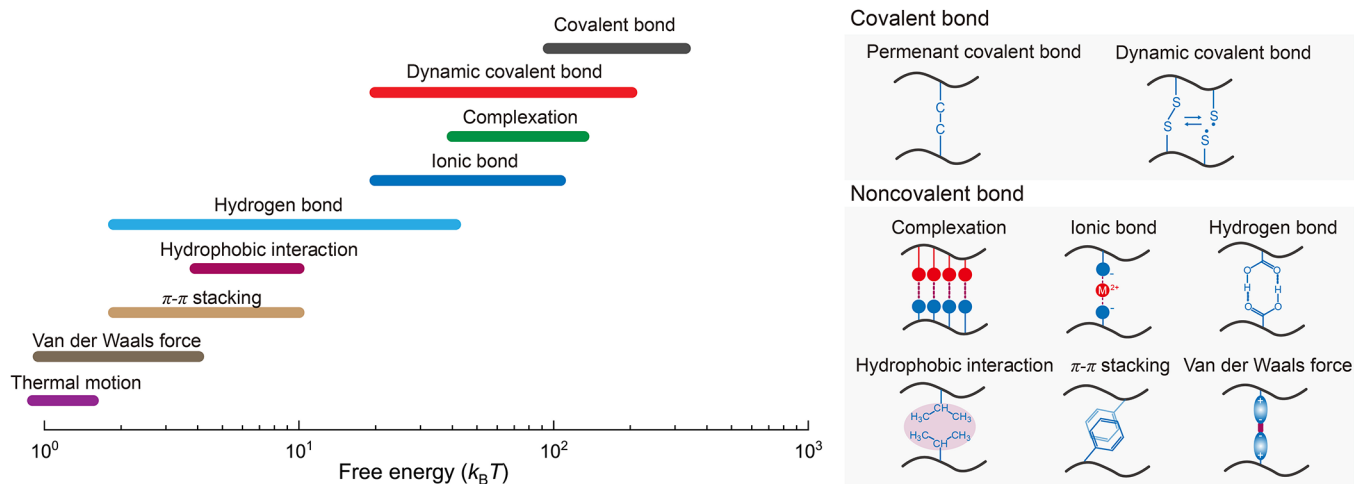 Covalent bond
Dynamic covalent bond
Complexation
Ionic bond
Hydrogen bond
Hydrophobic interaction
π-π stacking
Van der Waals force
Thermal motion
10⁰ 10¹ 10² 10³
Free energy (k_BT)
Covalent bond
Permenant covalent bond Dynamic covalent bond
C
C
S
S
S
S
Noncovalent bond
Complexation Ionic bond Hydrogen bond
-
M 2+
-
O O
H H
O O
Hydrophobic interaction π-π stacking Van der Waals force
CH
H₃C CH₃
H₃C CH₃
CH
+
+